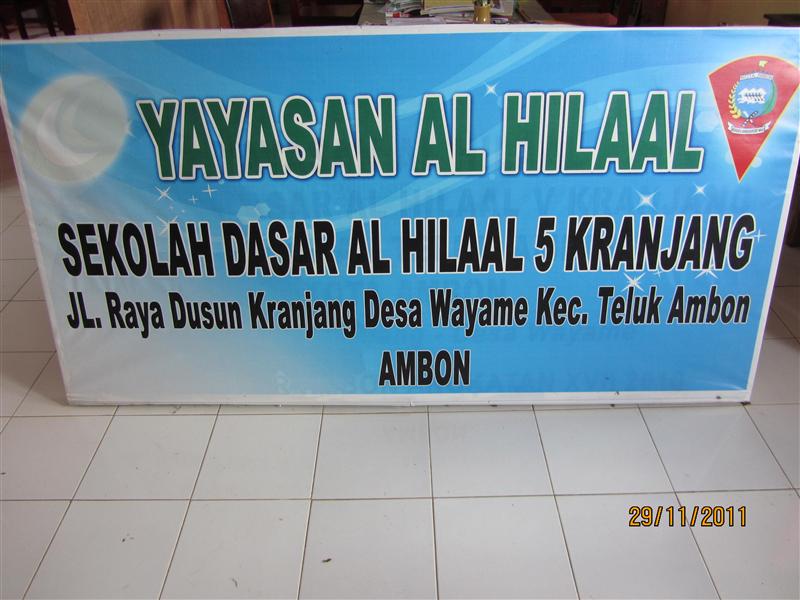 YAYASAN AL HILAAL
SEKOLAH DASAR AL HILAAL 5 KRANJANG
JL. Raya Dusun Kranjang Desa Wayame Kec. Teluk Ambon
AMBON
29/11/2011